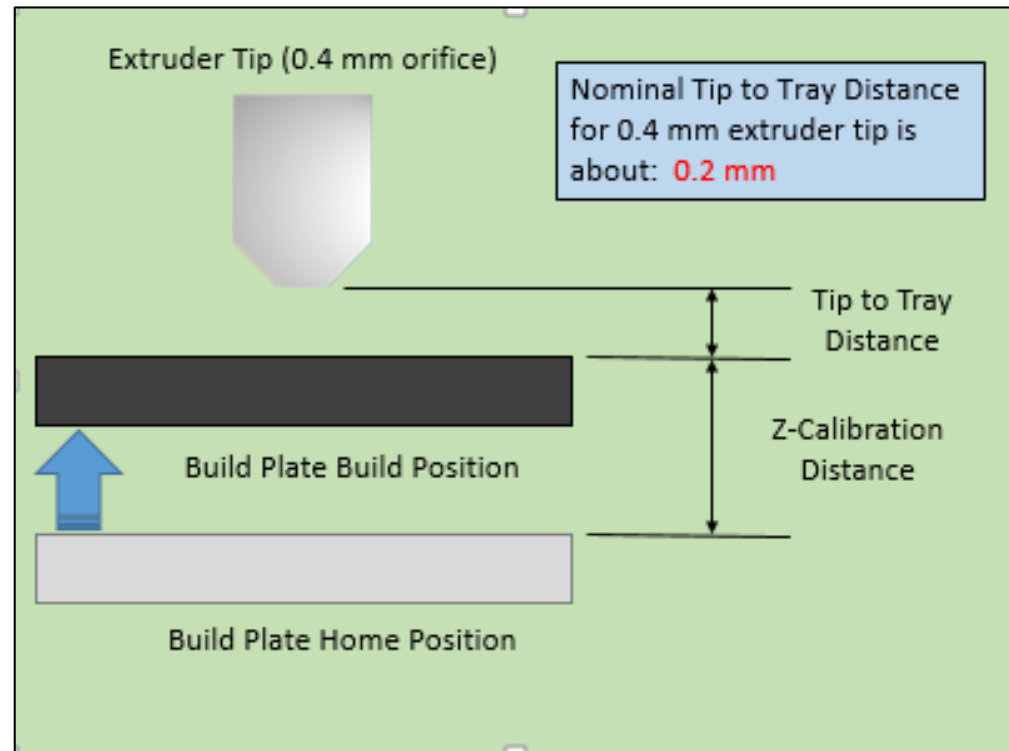 Extruder Tip (0.4 mm orifice)
Nominal Tip to Tray Distance
for 0.4 mm extruder tip is
about:  0.2 mm
Tip to Tray
Distance
Z-Calibration
Distance
Build Plate Build Position
Build Plate Home Position